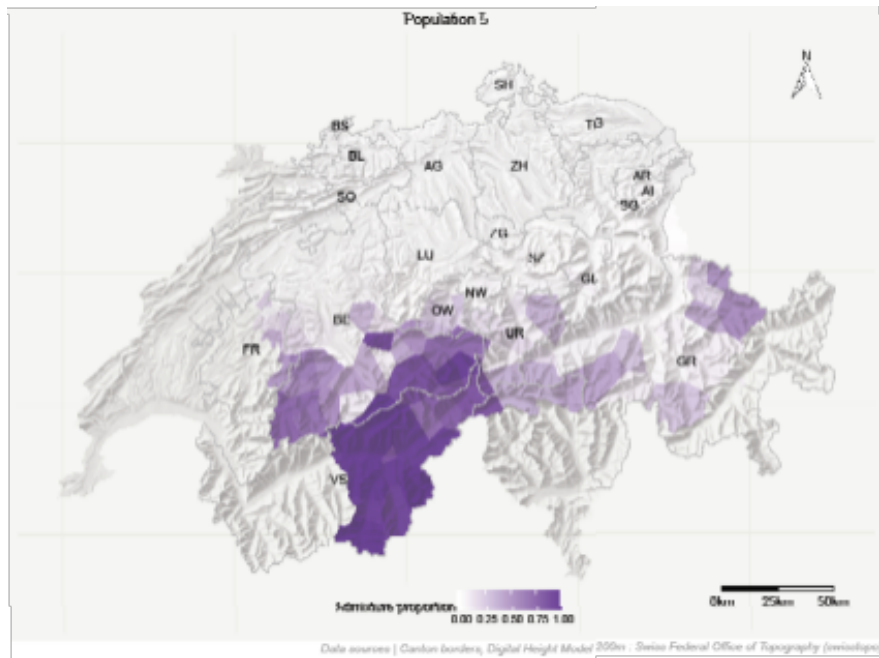 Population 5
N
SH
BS
TG
BL
AG
ZH
AR
AI
SO
SG
ZG
LU
SZ
GL
NW
OW
BE
UR
FR
GR
VS
Admixture proportion
0.00 0.25 0.50 0.75 1.00
0km 25km 50km
Data sources | Canton borders, Digital Height Model 200m : Swiss Federal Office of Topography